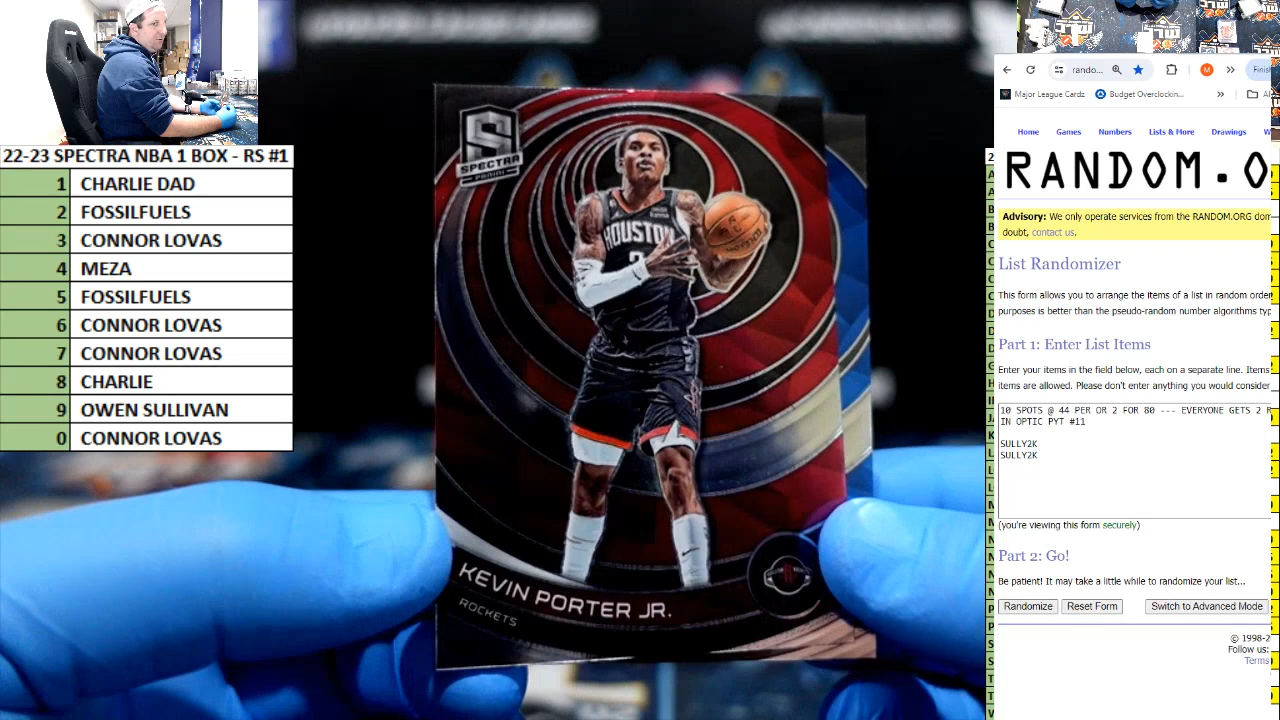 22-23 SPECTRA NBA 1 BOX - RS #1
1 CHARLIE DAD
2 FOSSILFUELS
3 CONNOR LOVAS
4 MEZA
5 FOSSILFUELS
6 CONNOR LOVAS
7 CONNOR LOVAS
8 CHARLIE
9 OWEN SULLIVAN
0 CONNOR LOVAS
S
SPECTRA
PANINI
HOUSTON
KEVIN PORTER JR.
ROCKETS
rando...
M
Finish
Major League Cardz
Budget Overclockin...
Home Games Numbers Lists & More Drawings W
RANDOM.O
Advisory: We only operate services from the RANDOM.ORG dom
doubt, contact us.
List Randomizer
This form allows you to arrange the items of a list in random order
purposes is better than the pseudo-random number algorithms typ
Part 1: Enter List Items
Enter your items in the field below, each on a separate line. Items
items are allowed. Please don't enter anything you would consider
10 SPOTS @ 44 PER OR 2 FOR 80 --- EVERYONE GETS 2 R
IN OPTIC PYT #11
SULLY2K
SULLY2K
(you're viewing this form securely)
Part 2: Go!
Be patient! It may take a little while to randomize your list...
Randomize Reset Form Switch to Advanced Mode
© 1998-2
Follow us:
Terms